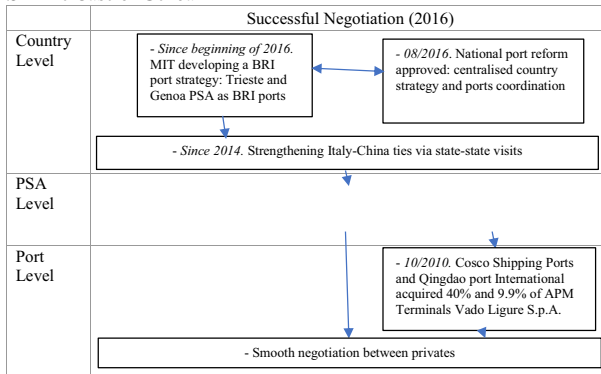 Successful Negotiation (2016)
Country
Level
- Since beginning of 2016.
MIT developing a BRI
port strategy: Trieste and
Genoa PSA as BRI ports
- 08/2016. National port reform
approved: centralised country
strategy and ports coordination
- Since 2014. Strengthening Italy-China ties via state-state visits
PSA
Level
Port
Level
- 10/2010. Cosco Shipping Ports
and Qingdao port International
acquired 40% and 9.9% of APM
Terminals Vado Ligure S.p.A.
- Smooth negotiation between privates